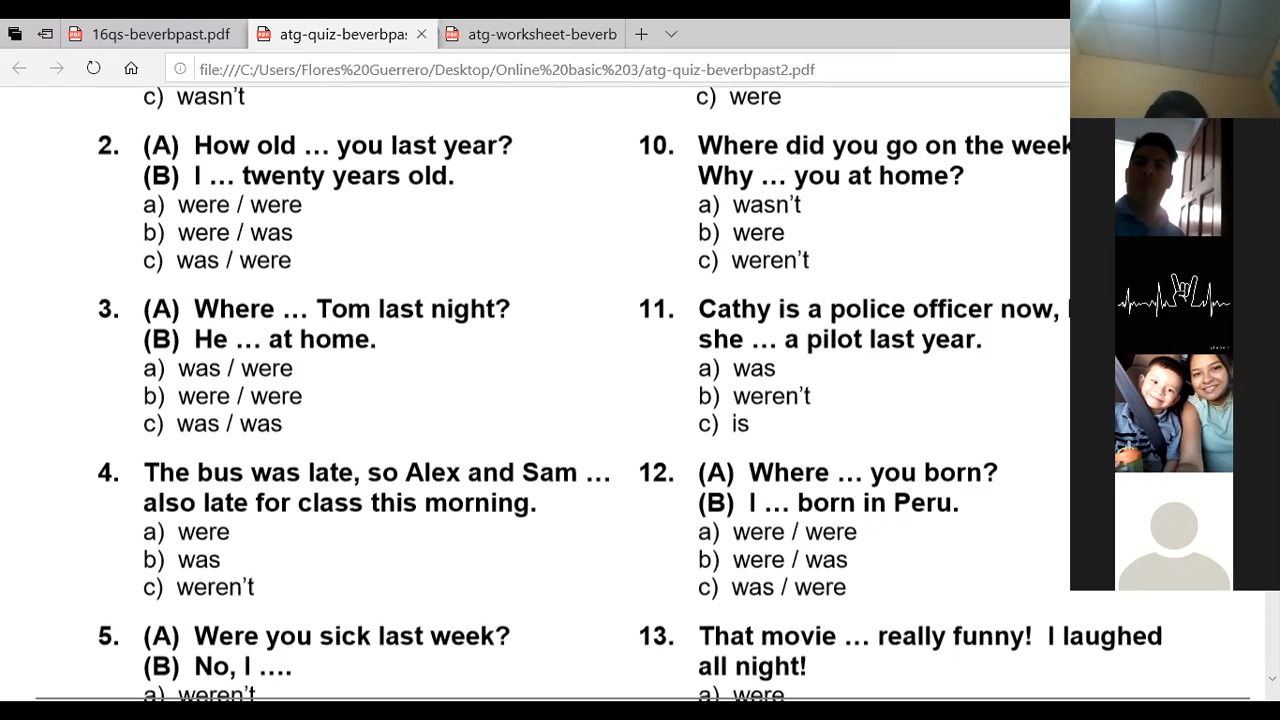 16qs-beverbpast.pdf
atg-quiz-beverbpas
atg-worksheet-beverb
file:///C:/Users/Flores%20Guerrero/Desktop/Online%20basic%203/atg-quiz-beverbpast2.pdf
c) wasn't
2. (A) How old … you last year?
(B) I … twenty years old.
a) were / were
b) were / was
c) was / were
3. (A) Where … Tom last night?
(B) He … at home.
a) was / were
b) were / were
c) was / was
4. The bus was late, so Alex and Sam …
also late for class this morning.
a) were
b) was
c) weren't
5. (A) Were you sick last week?
(B) No, I ….
a) weren't
c) were
10. Where did you go on the week
Why … you at home?
a) wasn't
b) were
c) weren't
11. Cathy is a police officer now,
she … a pilot last year.
a) was
b) weren't
c) is
12. (A) Where … you born?
(B) I … born in Peru.
a) were / were
b) were / was
c) was / were
13. That movie … really funny! I laughed
all night!
a) were